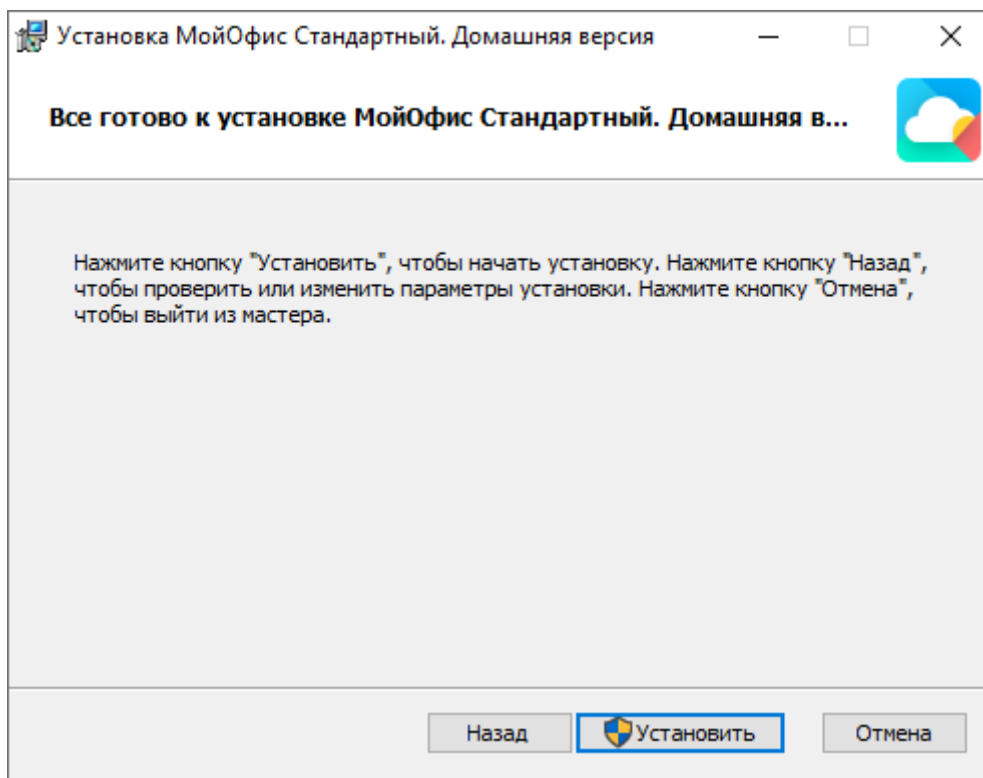 Установка МойОфис Стандартный. Домашняя версия
Все готово к установке МойОфис Стандартный. Домашняя в...
Нажмите кнопку "Установить", чтобы начать установку. Нажмите кнопку "Назад",
чтобы проверить или изменить параметры установки. Нажмите кнопку "Отмена",
чтобы выйти из мастера.
Назад
Установить
Отмена